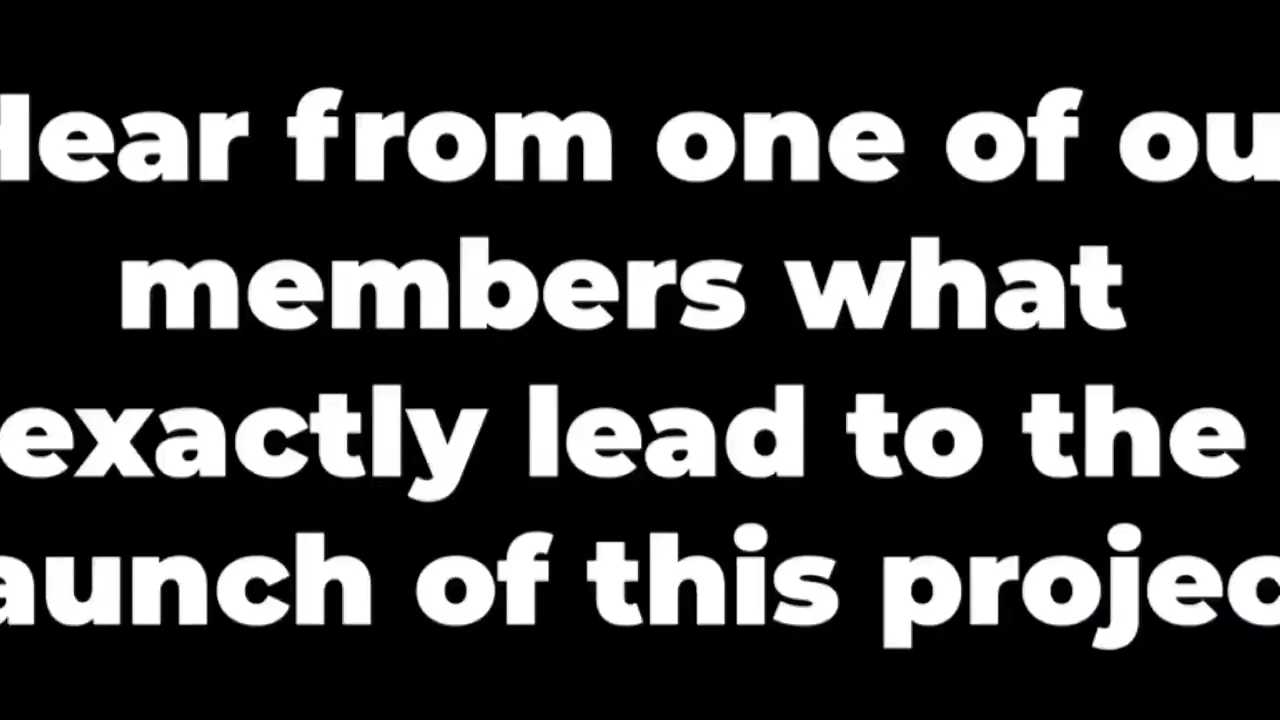 Hear from one of ou
members what
exactly lead to the
aunch of this projec